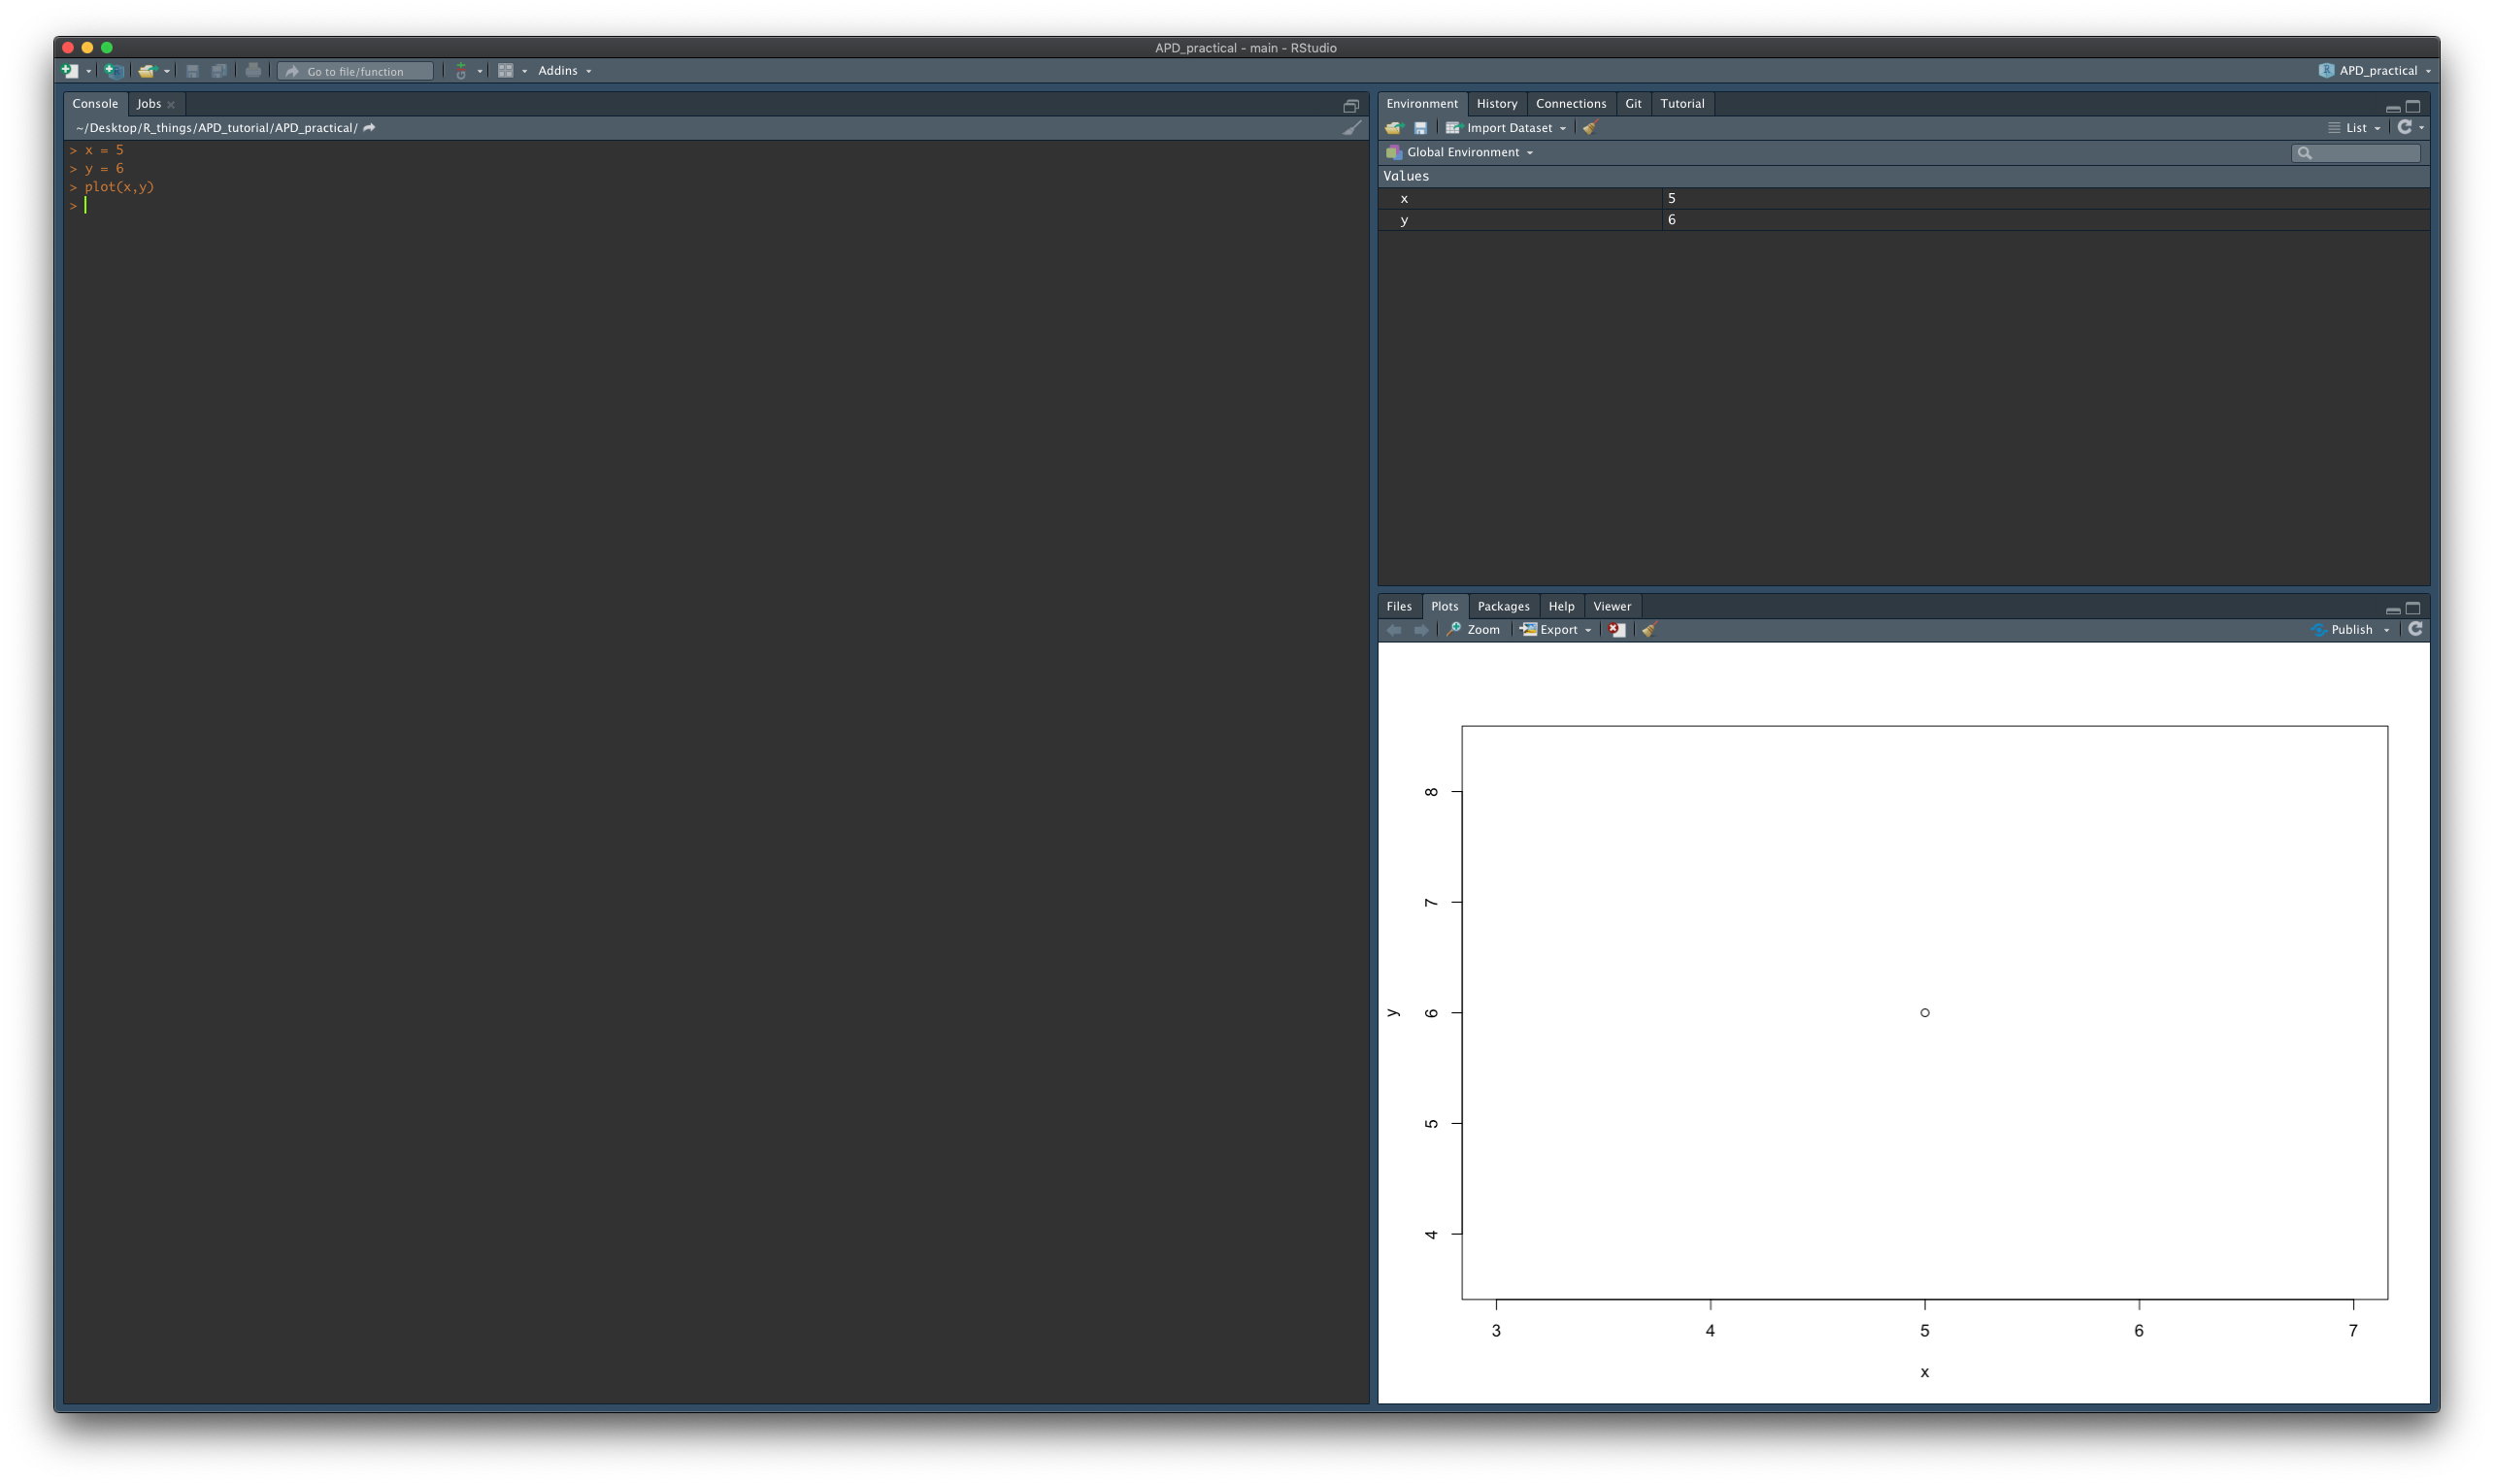 APD_practical - main - RStudio
Go to file/function Addins APD_practical
Console Jobs
~/Desktop/R_things/APD_tutorial/APD_practical/
> x = 5
> y = 6
> plot(x,y)
>
Environment History Connections Git Tutorial
Import Dataset List
Global Environment
Values
x 5
y 6
Files Plots Packages Help Viewer
Zoom Export Publish
8
7
6
5
4
y
3 4 5 6 7
x